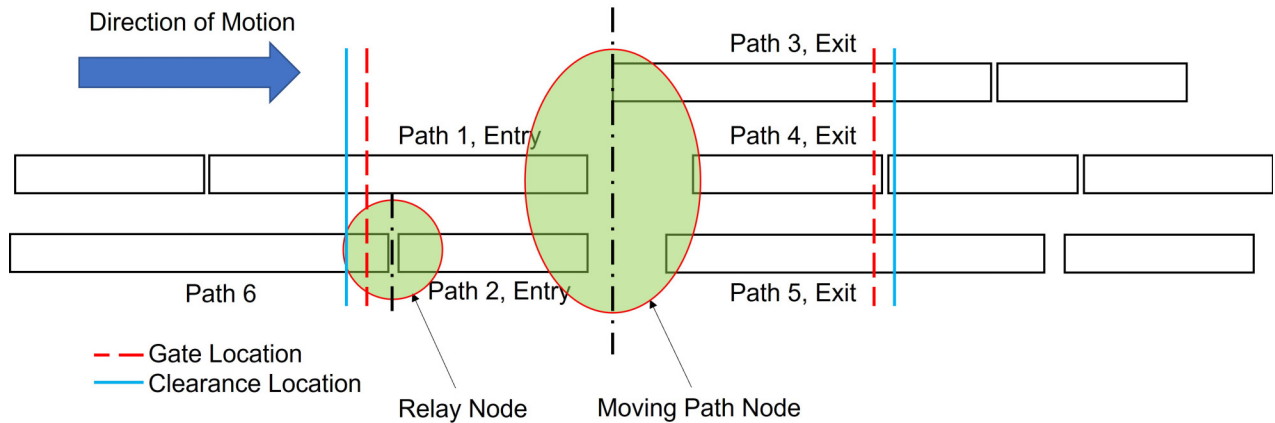 Direction of Motion
Path 3, Exit
Path 1, Entry
Path 4, Exit
Path 6
Path 2, Entry
Path 5, Exit
Gate Location
Clearance Location
Relay Node
Moving Path Node